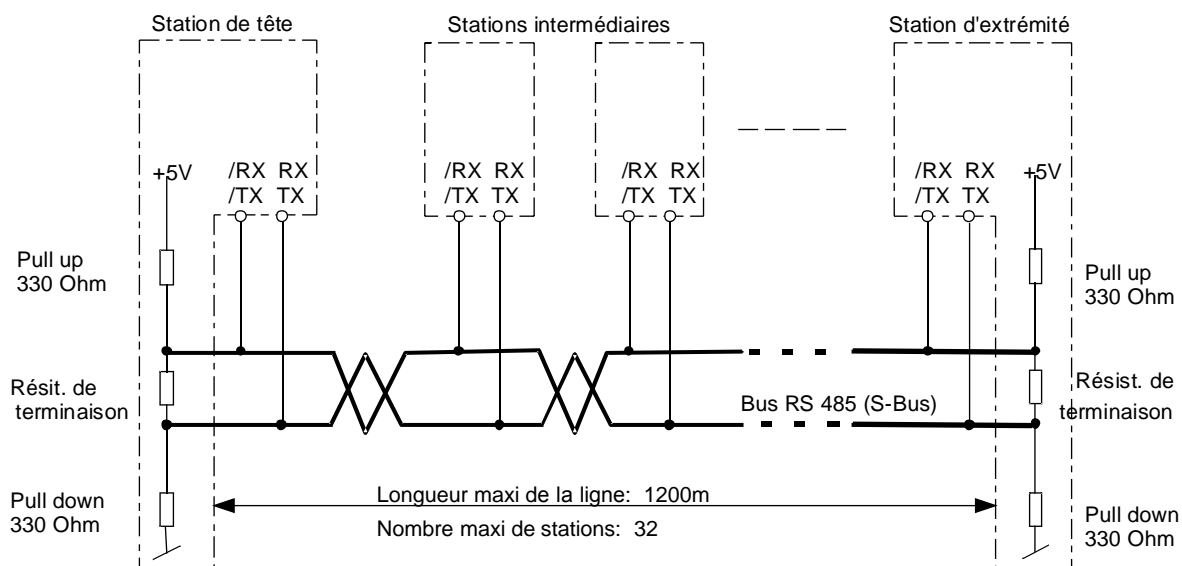 Station de tête
Stations intermédiaires
Station d'extrémité
+5V
/RX RX
/TX TX
/RX RX
/TX TX
/RX RX
/TX TX
/RX RX
/TX TX
+5V
Pull up
330 Ohm
Pull up
330 Ohm
Résit. de
terminaison
Bus RS 485 (S-Bus)
Résist. de
terminaison
Pull down
330 Ohm
Longueur maxi de la ligne: 1200m
Nombre maxi de stations: 32
Pull down
330 Ohm